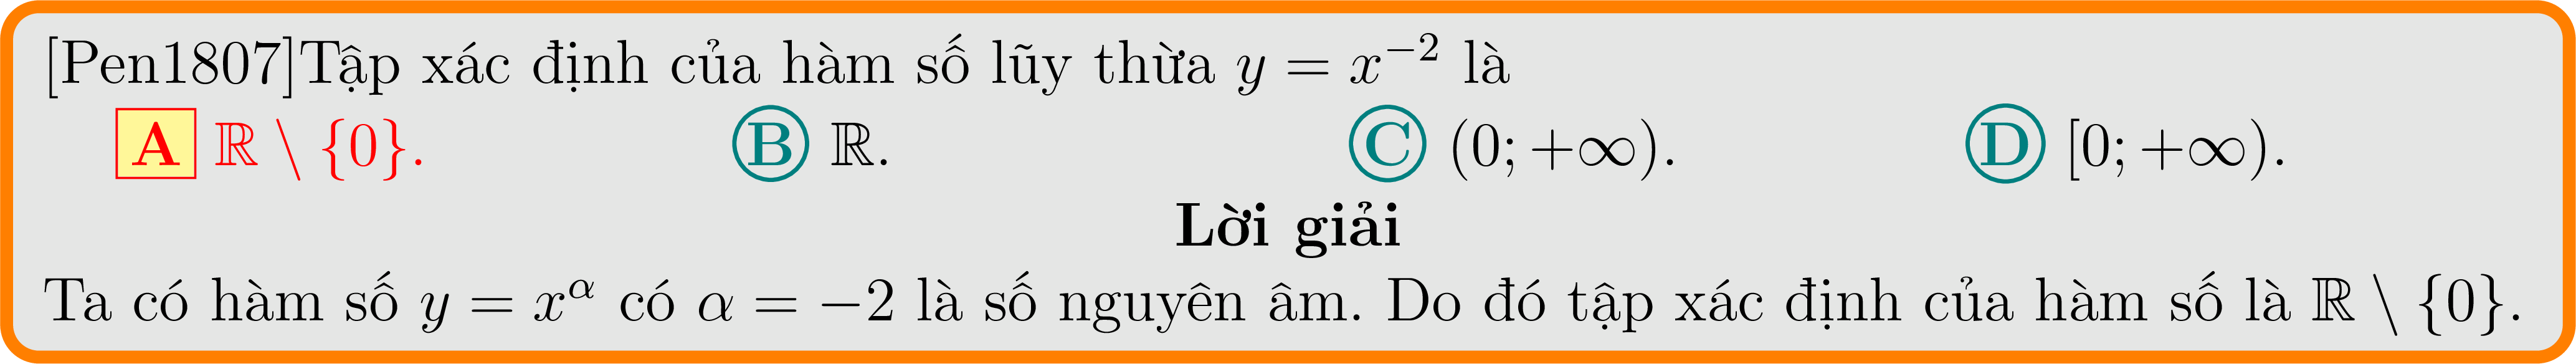 [Pen1807]Tập xác định của hàm số lũy thừa $y = x^{-2}$ là
A $\mathbb{R} \setminus \{0\}$. B $\mathbb{R}$. C $(0; +\infty)$. D $[0; +\infty)$.
Lời giải
Ta có hàm số $y = x^{\alpha}$ có $\alpha = -2$ là số nguyên âm. Do đó tập xác định của hàm số là $\mathbb{R} \setminus \{0\}$.